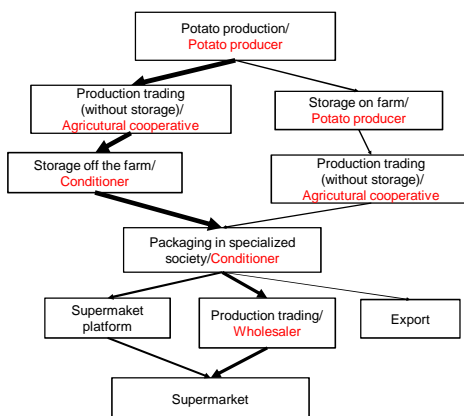 Potato production/
Potato producer
Production trading
(without storage)/
Agricutural cooperative
Storage on farm/
Potato producer
Storage off the farm/
Conditioner
Production trading
(without storage)/
Agricutural cooperative
Packaging in specialized
society/Conditioner
Supermaket
platform
Production trading/
Wholesaler
Export
Supermarket